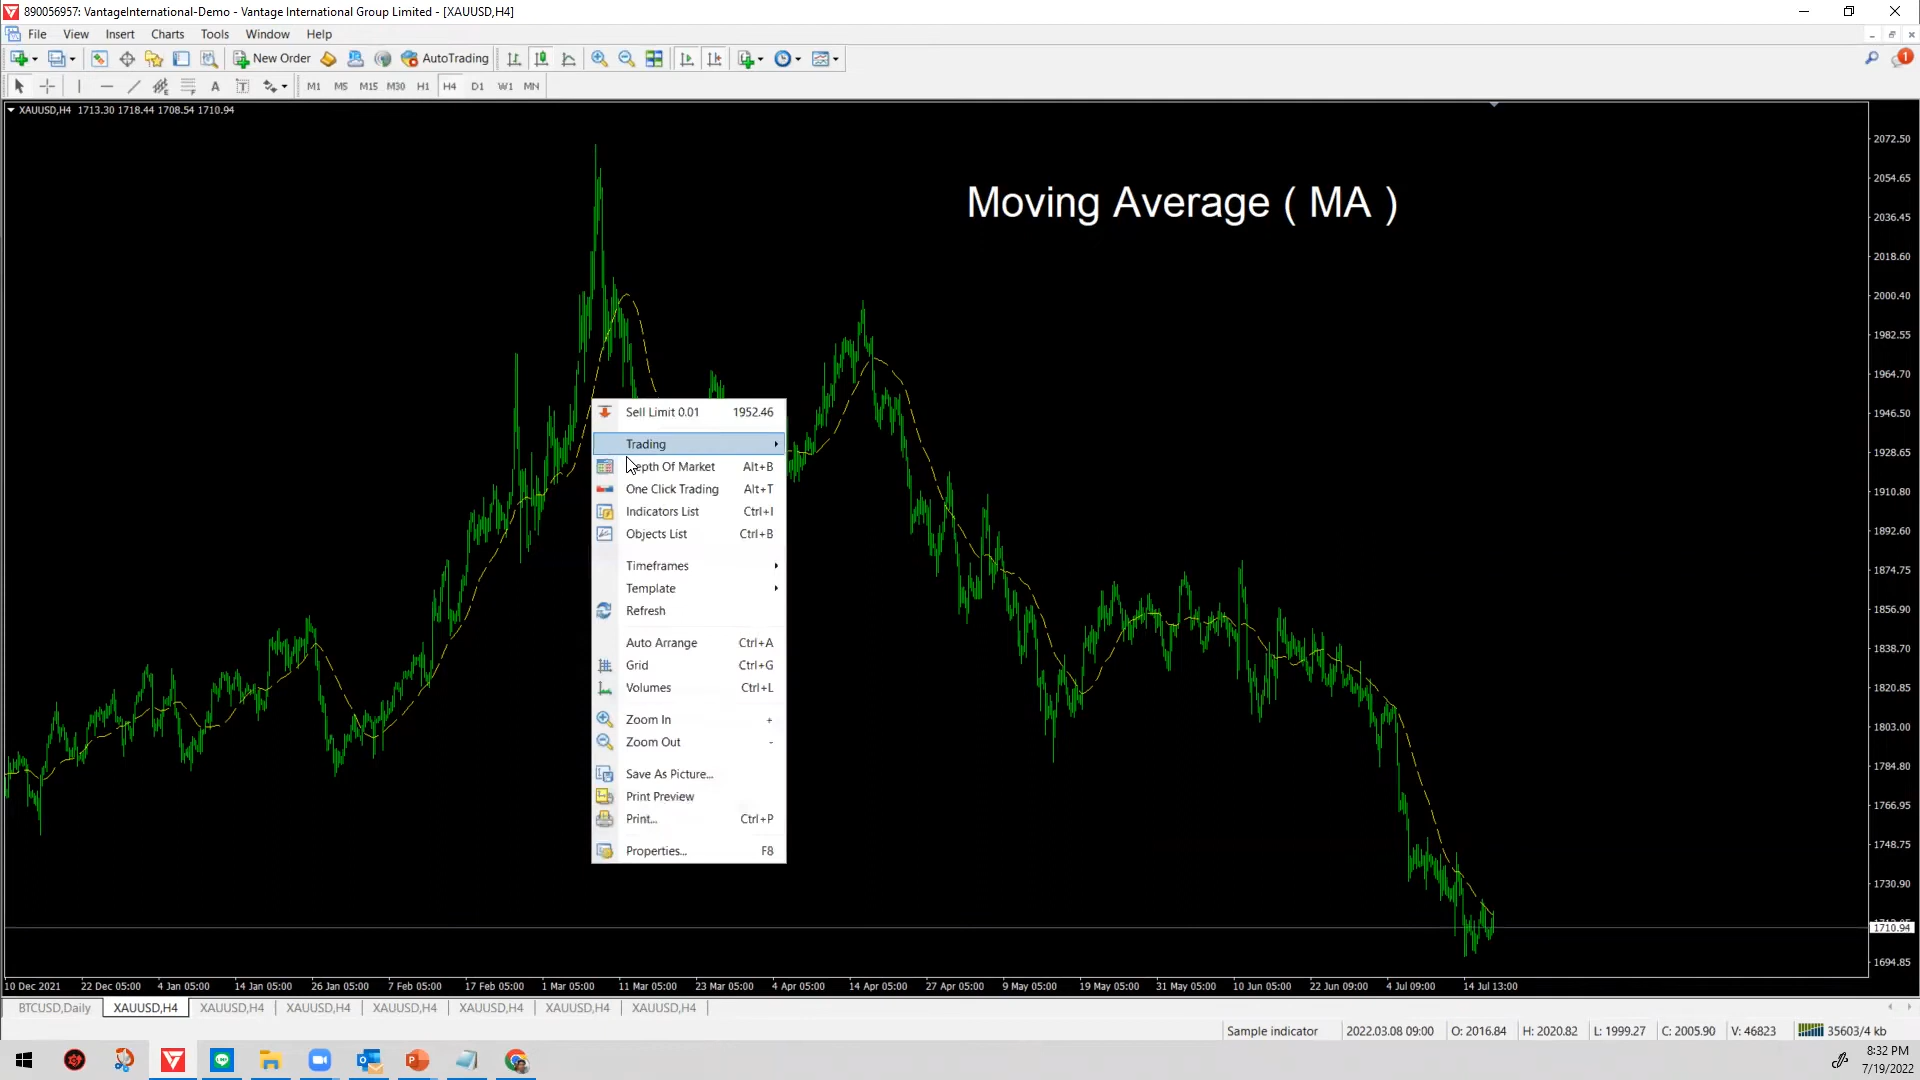 890056957: VantageInternational-Demo - Vantage International Group Limited - [XAUUSD,H4]
File View Insert Charts Tools Window Help
New Order AutoTrading
1
A T M1 M5 M15 M30 H1 H4 D1 W1 MN
XAUUSD,H4 1713.30 1718.44 1708.54 1710.94
Moving Average ( MA )
2072.50
2054.65
2036.45
2018.60
2000.40
1982.55
1964.70
1946.50
1928.65
1910.80
1892.60
1874.75
1856.90
1838.70
1820.85
1803.00
1784.80
1766.95
1748.75
1730.90
1710.94
1694.85
Sell Limit 0.01 1952.46
Trading
Depth Of Market Alt+B
One Click Trading Alt+T
Indicators List Ctrl+I
Objects List Ctrl+B
Timeframes
Template
Refresh
Auto Arrange Ctrl+A
Grid Ctrl+G
Volumes Ctrl+L
Zoom In +
Zoom Out -
Save As Picture...
Print Preview
Print... Ctrl+P
Properties... F8
10 Dec 2021 22 Dec 05:00 4 Jan 05:00 14 Jan 05:00 26 Jan 05:00 7 Feb 05:00 17 Feb 05:00 1 Mar 05:00 11 Mar 05:00 23 Mar 05:00 4 Apr 05:00 14 Apr 05:00 27 Apr 05:00 9 May 05:00 19 May 05:00 31 May 05:00 10 Jun 05:00 22 Jun 09:00 4 Jul 09:00 14 Jul 13:00
BTCUSD,Daily XAUUSD,H4 XAUUSD,H4 XAUUSD,H4 XAUUSD,H4 XAUUSD,H4 XAUUSD,H4 XAUUSD,H4
Sample indicator 2022.03.08 09:00 O: 2016.84 H: 2020.82 L: 1999.27 C: 2005.90 V: 46823 35603/4 kb
8:32 PM
7/19/2022